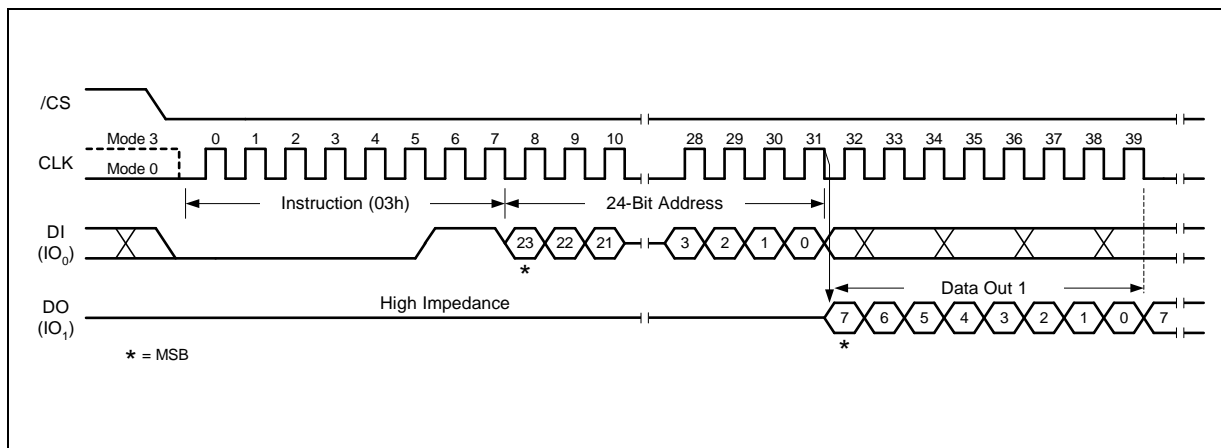 /CS
Mode 3
0 1 2 3 4 5 6 7 8 9 10 28 29 30 31 32 33 34 35 36 37 38 39
CLK
Mode 0
Instruction (03h)
24-Bit Address
DI
(IO0)
23 22 21 3 2 1 0
*
Data Out 1
High Impedance
DO
(IO1)
7 6 5 4 3 2 1 0 7
*
* = MSB